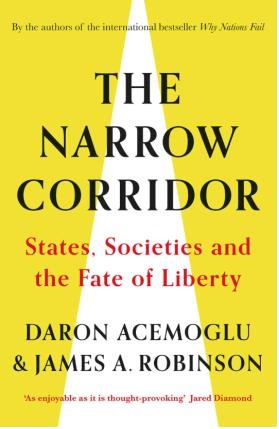 By the authors of the international bestseller Why Nations Fail
THE
NARROW
CORRIDOR
States, Societies and
the Fate of Liberty
DARON ACEMOGLU
& JAMES A. ROBINSON
‘As enjoyable as it is thought-provoking’ Jared Diamond